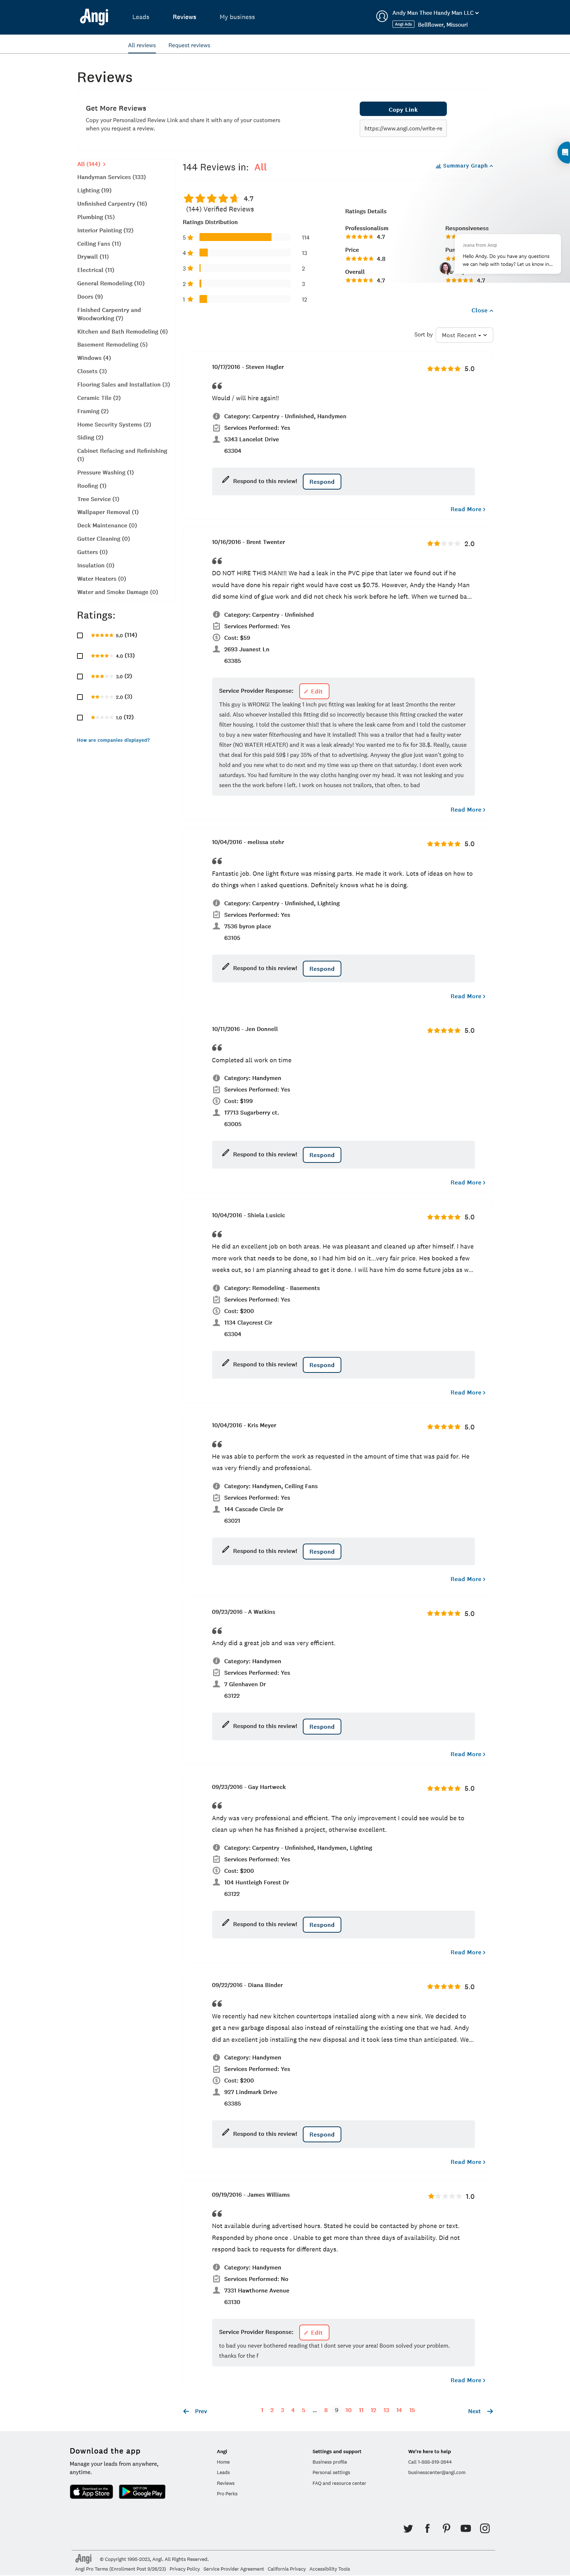 Angi
Leads
Reviews
My business
Andy Man Thee Handy Man LLC
Angi Ads
Bellflower, Missouri
All reviews
Request reviews
Reviews
Get More Reviews
Copy your Personalized Review Link and share it with any of your customers
when you request a review.
Copy Link
https://www.angi.com/write-re
All (144)
Handyman Services (133)
Lighting (19)
Unfinished Carpentry (16)
Plumbing (15)
Interior Painting (12)
Ceiling Fans (11)
Drywall (11)
Electrical (11)
General Remodeling (10)
Doors (9)
Finished Carpentry and
Woodworking (7)
Kitchen and Bath Remodeling (6)
Basement Remodeling (5)
Windows (4)
Closets (3)
Flooring Sales and Installation (3)
Ceramic Tile (2)
Framing (2)
Home Security Systems (2)
Siding (2)
Cabinet Refacing and Refinishing
(1)
Pressure Washing (1)
Roofing (1)
Tree Service (1)
Wallpaper Removal (1)
Deck Maintenance (0)
Gutter Cleaning (0)
Gutters (0)
Insulation (0)
Water Heaters (0)
Water and Smoke Damage (0)
Ratings:
5.0 (114)
4.0 (13)
3.0 (2)
2.0 (3)
1.0 (12)
How are companies displayed?
144 Reviews in: All
Summary Graph
4.7
(144) Verified Reviews
Ratings Distribution
5 114
4 13
3 2
2 3
1 12
Ratings Details
Professionalism
4.7
Responsiveness
Price
4.8
Overall
4.7
4.7
Jeana from Angi
Hello Andy. Do you have any questions
we can help with today? Let us know in...
Close
Sort by
Most Recent
10/17/2016 - Steven Hagler
5.0
Would / will hire again!!
Category: Carpentry - Unfinished, Handymen
Services Performed: Yes
5343 Lancelot Drive
63304
Respond to this review!
Respond
Read More
10/16/2016 - Brent Twenter
2.0
DO NOT HIRE THIS MAN!!! We had a leak in the PVC pipe that later we found out if he
would have done his repair right would have cost us $0.75. However, Andy the Handy Man
did some kind of glue work and did not check his work before he left. When we turned ba...
Category: Carpentry - Unfinished
Services Performed: Yes
Cost: $59
2693 Juanest Ln
63385
Service Provider Response:
Edit
This guy is WRONG! The leaking 1 inch pvc fitting was leaking for at least 2months the renter
said. Also whoever installed this fitting did so incorrectly because this fitting cracked the water
filter housing. I told the customer this! I told him and showed him where the leak came from and I told the customer
to buy a new water filterhousing and have it installed! This was a trailor that had a faulty water
filter (NO WATER HEATER) and it was a leak already! You wanted me to fix for 38.$. Really, cause
that deal for this paid 59$ I pay 35% of that to advertising. Anyway the glue just wasn't going to
hold and you new what to do next and my time was up there on that saturday. I dont even work
saturdays. You had furniture in the way cloths hanging over my head. It was not leaking and you
seen the the work before I left. I work on houses not trailors, that often. to bad
Read More
10/04/2016 - melissa stehr
5.0
Fantastic job. One light fixture was missing parts. He made it work. Lots of ideas on how to
do things when I asked questions. Definitely knows what he is doing.
Category: Carpentry - Unfinished, Lighting
Services Performed: Yes
7536 byron place
63105
Respond to this review!
Respond
Read More
10/11/2016 - Jen Donnell
5.0
Completed all work on time
Category: Handymen
Services Performed: Yes
Cost: $199
17713 Sugarberry ct.
63005
Respond to this review!
Respond
Read More
10/04/2016 - Shiela Lusicic
5.0
He did an excellent job on both areas. He was pleasant and cleaned up after himself. I have
more work that needs to be done, so I had him bid on it...very fair price. Hes booked a few
weeks out, so I am planning ahead to get it done. I will have him do some future jobs as w...
Category: Remodeling - Basements
Services Performed: Yes
Cost: $200
1134 Claycrest Cir
63304
Respond to this review!
Respond
Read More
10/04/2016 - Kris Meyer
5.0
He was able to perform the work as requested in the amount of time that was paid for. He
was very friendly and professional.
Category: Handymen, Ceiling Fans
Services Performed: Yes
144 Cascade Circle Dr
63021
Respond to this review!
Respond
Read More
09/23/2016 - A Watkins
5.0
Andy did a great job and was very efficient.
Category: Handymen
Services Performed: Yes
7 Glenhaven Dr
63122
Respond to this review!
Respond
Read More
09/23/2016 - Gay Hartweck
5.0
Andy was very professional and efficient. The only improvement I could see would be to
clean up when he has finished a project, otherwise excellent.
Category: Carpentry - Unfinished, Handymen, Lighting
Services Performed: Yes
Cost: $200
104 Huntleigh Forest Dr
63122
Respond to this review!
Respond
Read More
09/22/2016 - Diana Binder
5.0
We recently had new kitchen countertops installed along with a new sink. We decided to
get a new garbage disposal also instead of reinstalling the existing one that we had. Andy
did an excellent job installing the new disposal and it took less time than anticipated. We...
Category: Handymen
Services Performed: Yes
Cost: $200
927 Lindmark Drive
63385
Respond to this review!
Respond
Read More
09/19/2016 - James Williams
1.0
Not available during advertised hours. Stated he could be contacted by phone or text.
Responded by phone once . Unable to get more than three days of availability. Did not
respond back to requests for different days.
Category: Handymen
Services Performed: No
7331 Hawthorne Avenue
63130
Service Provider Response:
Edit
to bad you never bothered reading that I dont serve your area! Boom solved your problem.
thanks for the f
Read More
Prev
1 2 3 4 5 ... 8 9 10 11 12 13 14 15
Next
Download the app
Manage your leads from anywhere,
anytime.
Download on the
App Store
GET IT ON
Google Play
Angi
Home
Leads
Reviews
Pro Perks
Settings and support
Business profile
Personal settings
FAQ and resource center
We're here to help
Call 1-888-819-2644
businesscenter@angi.com
Angi
© Copyright 1995-2023, Angi. All Rights Reserved.
Angi Pro Terms (Enrollment Post 9/26/23) Privacy Policy Service Provider Agreement California Privacy Accessibility Tools